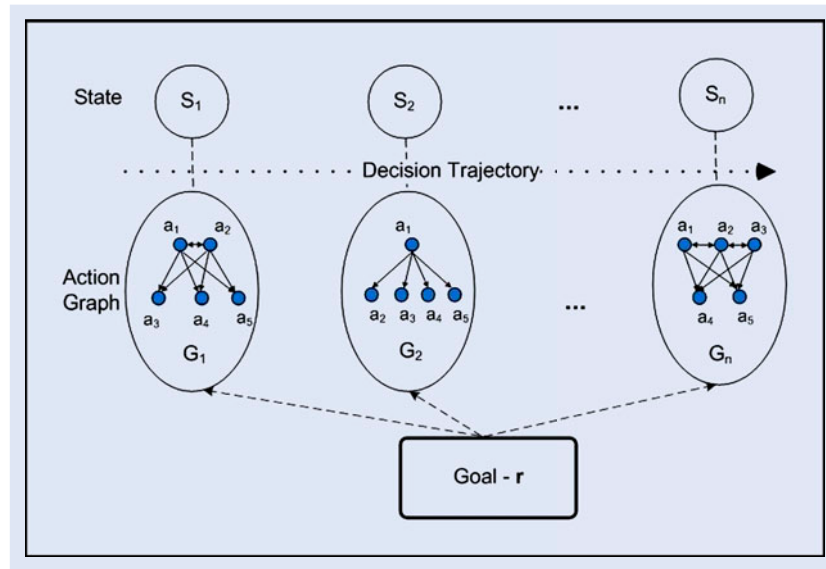 State
S1
S2
...
Sn
Decision Trajectory
Action
Graph
a1 a2
a3 a4 a5
G1
a1
a2 a3 a4 a5
G2
...
a1 a2 a3
a4 a5
Gn
Goal - r